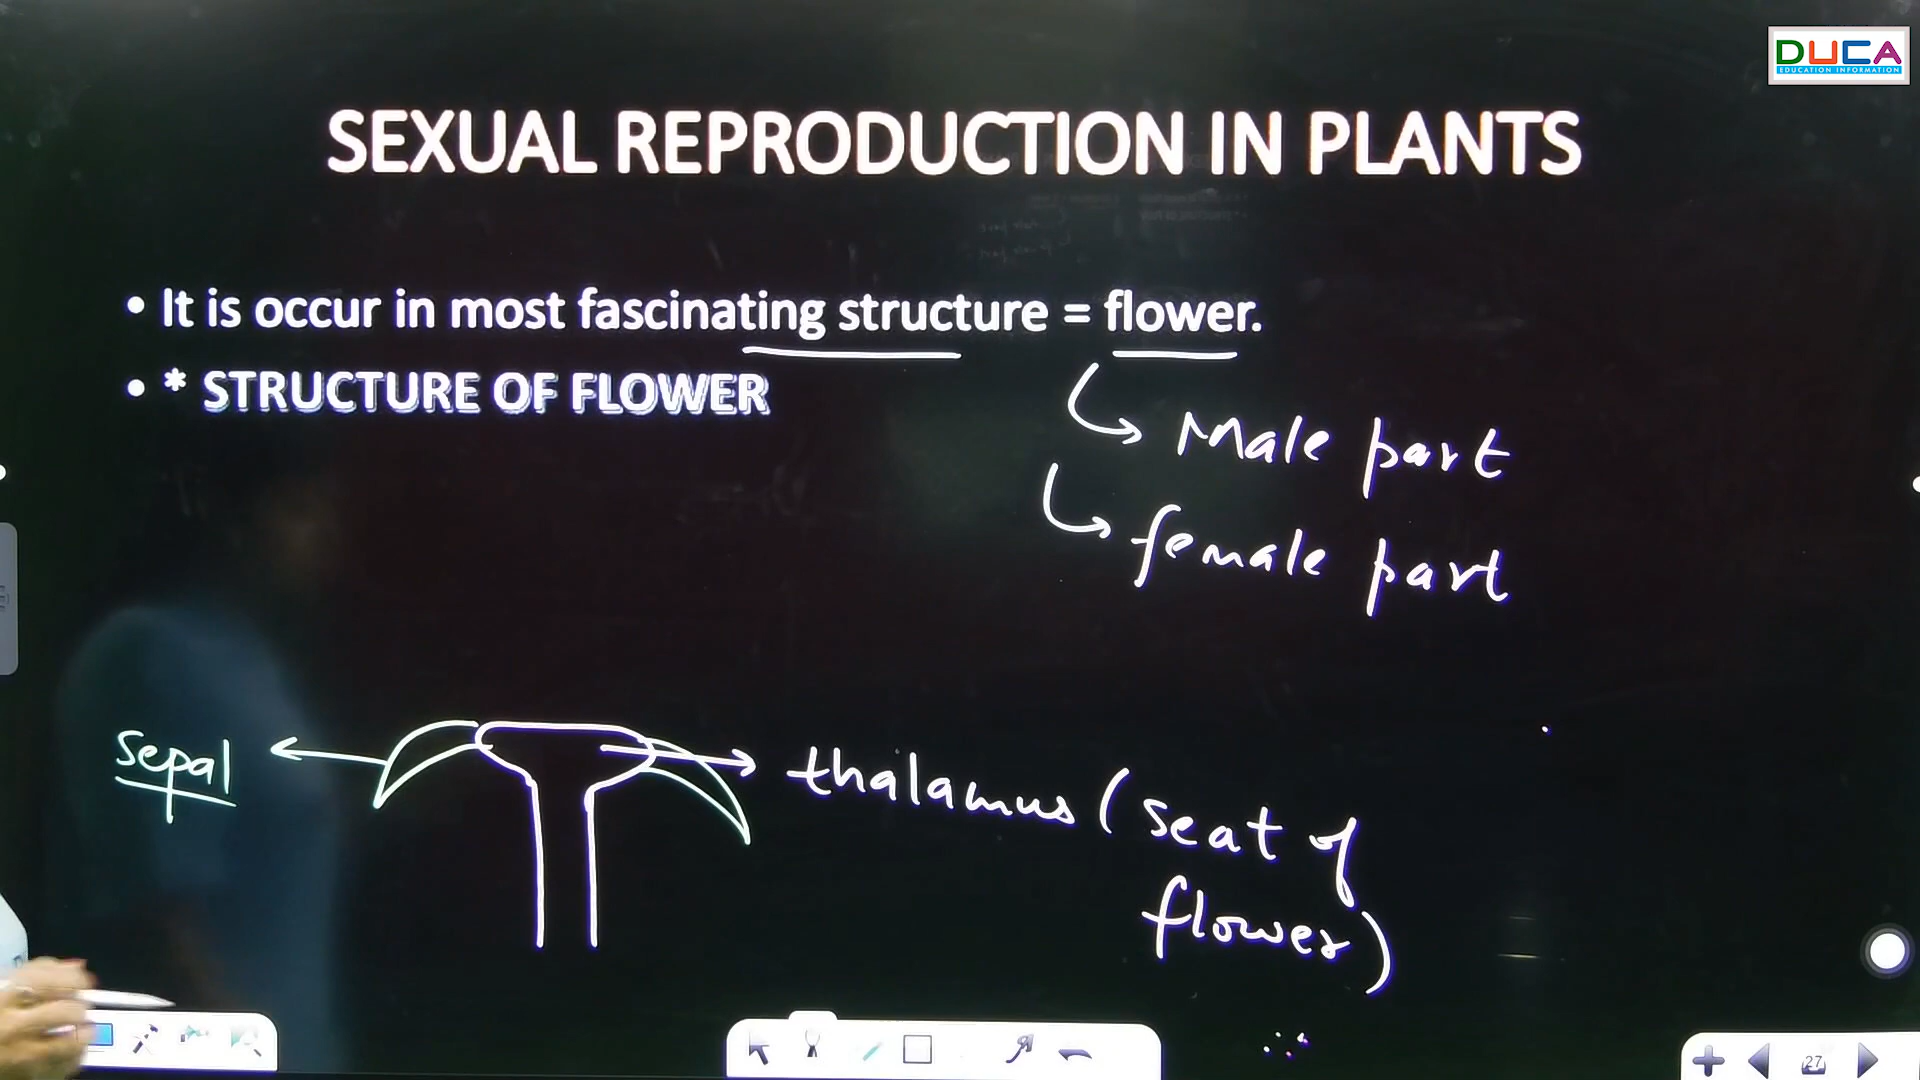 DUCA
EDUCATION INFORMATION
SEXUAL REPRODUCTION IN PLANTS
• It is occur in most fascinating structure = flower.
• * STRUCTURE OF FLOWER
Male part
female part
sepal
thalamus (seat of
flower)
27